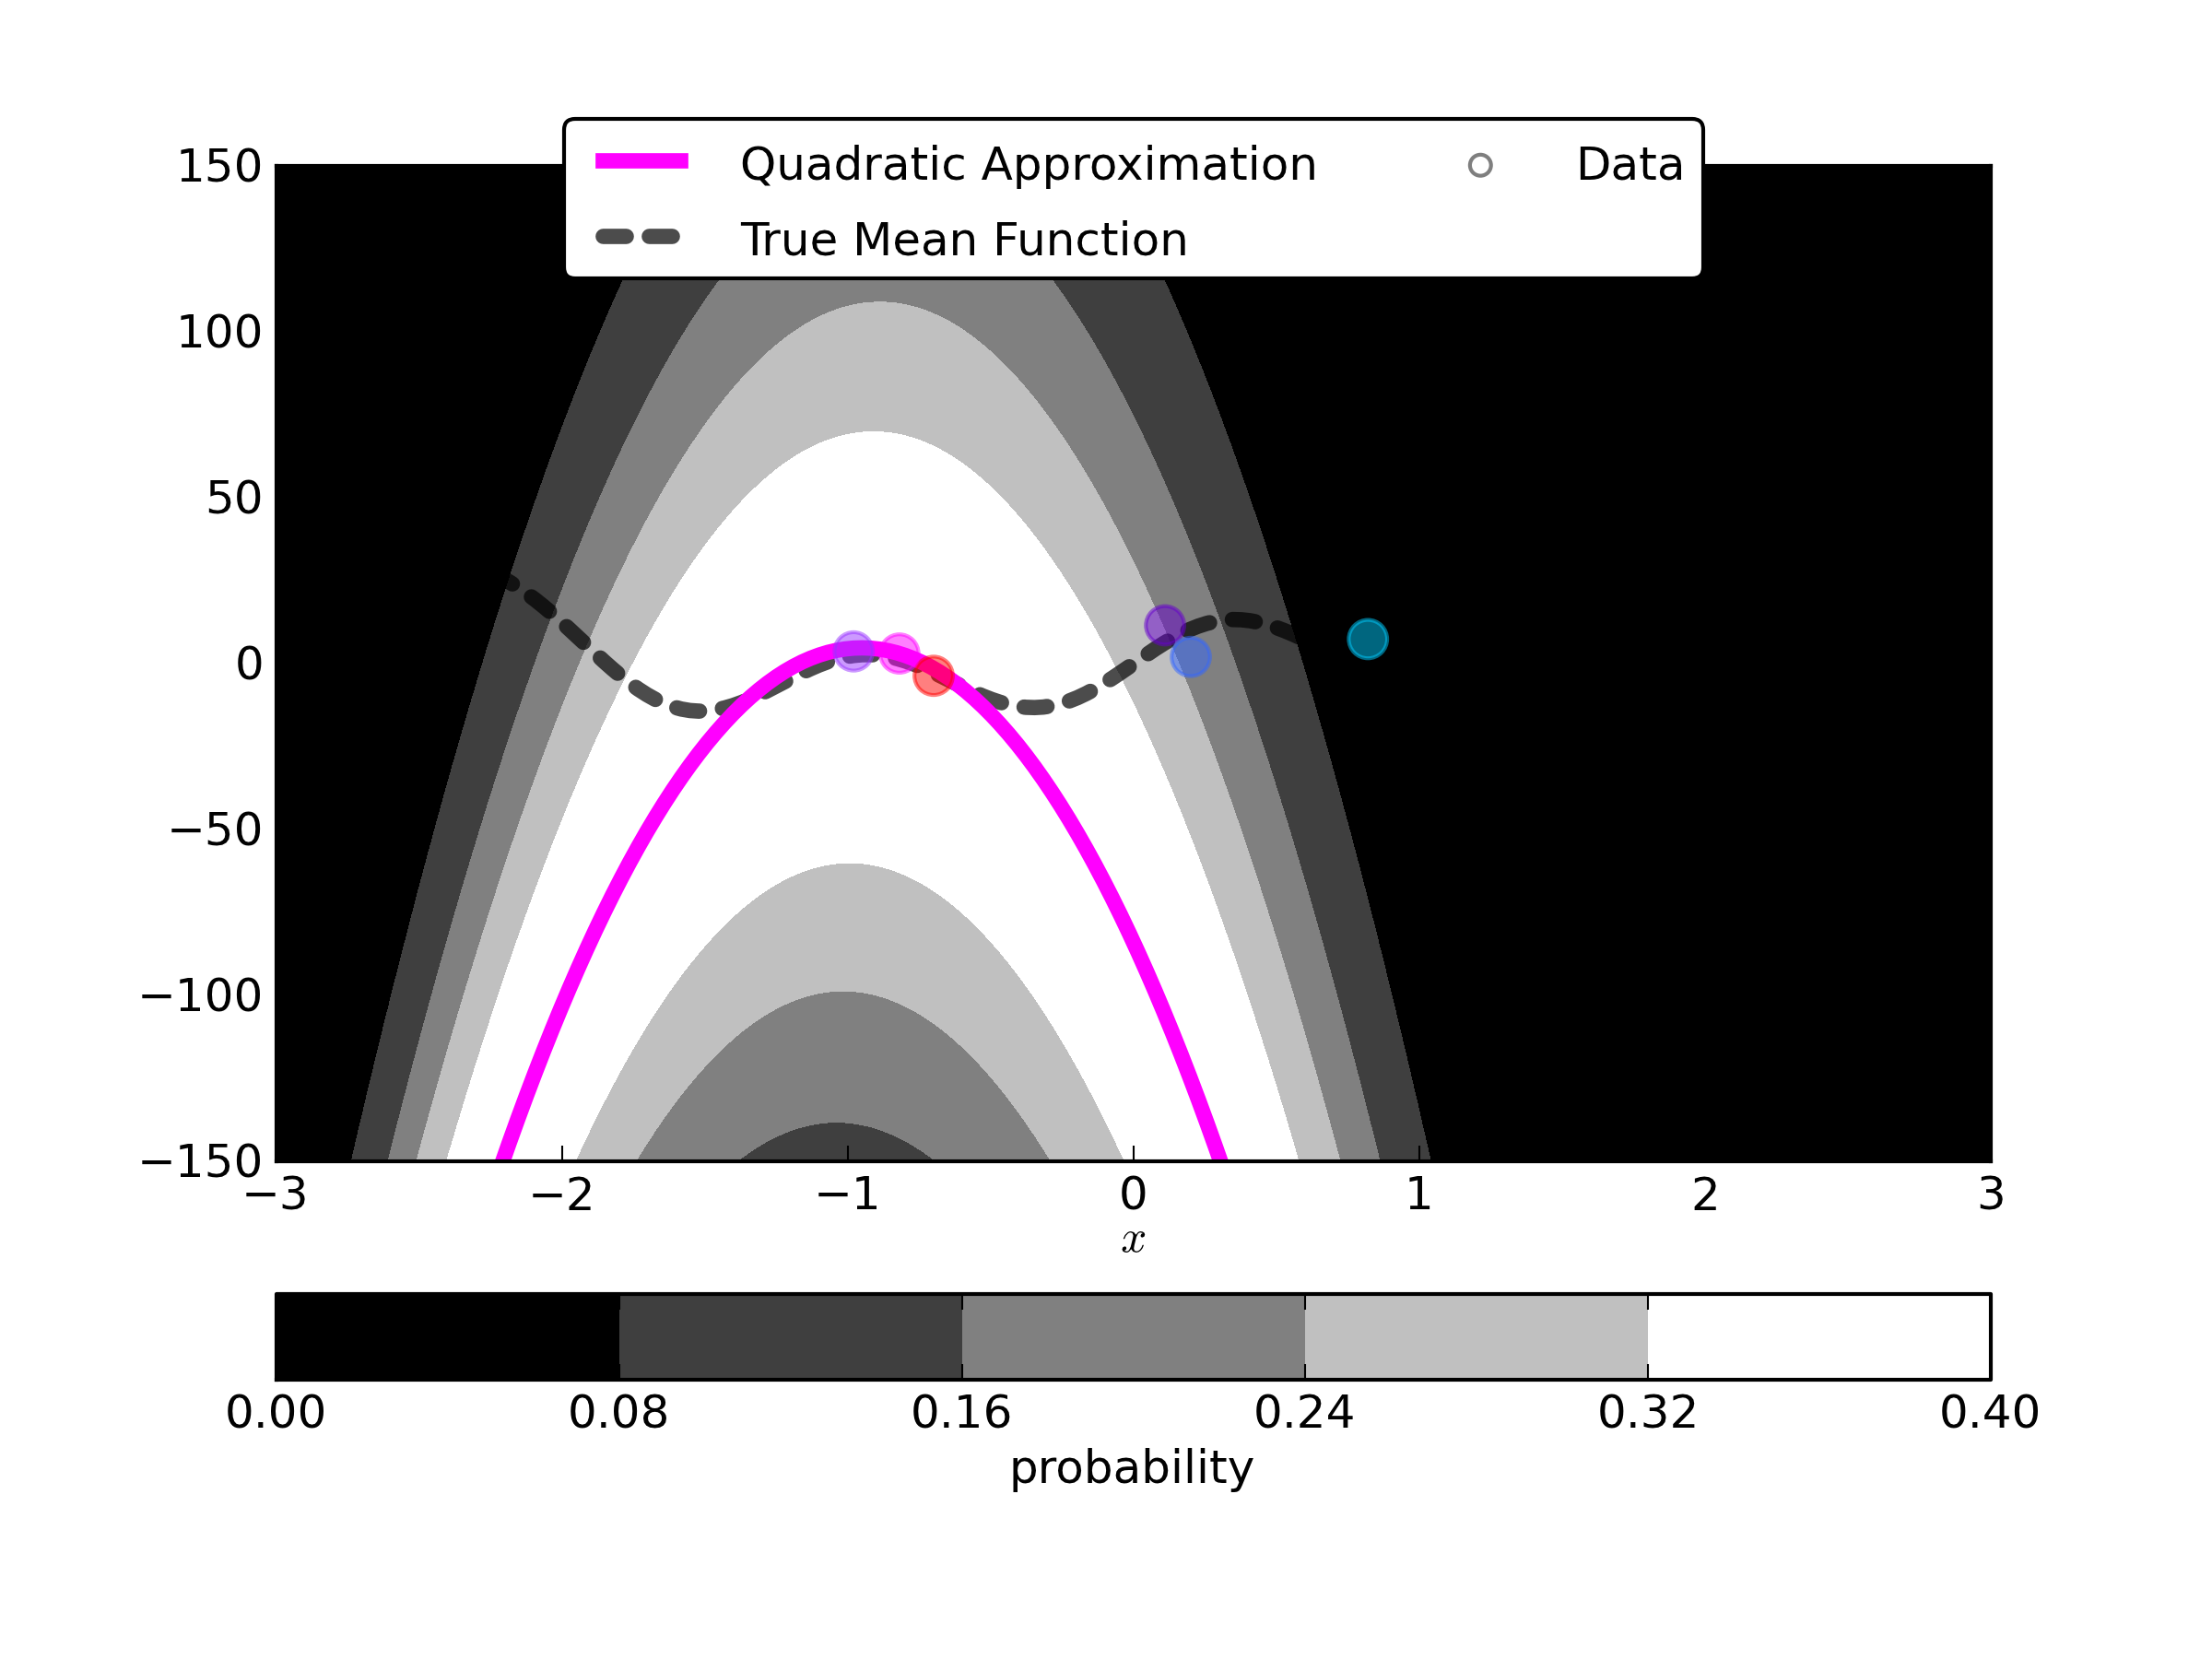 Quadratic Approximation
Data
True Mean Function
150
100
50
0
−50
−100
−150
−3 −2 −1 0 1 2 3
x
0.00 0.08 0.16 0.24 0.32 0.40
probability